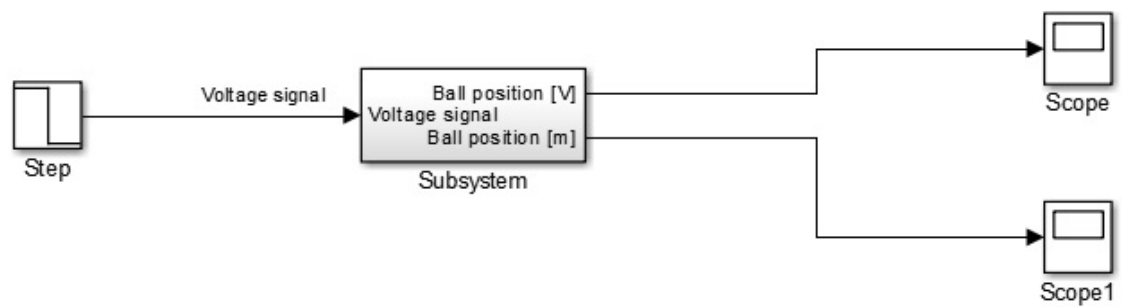 Voltage signal
Step
Ball position [V]
Voltage signal
Ball position [m]
Subsystem
Scope
Scope1